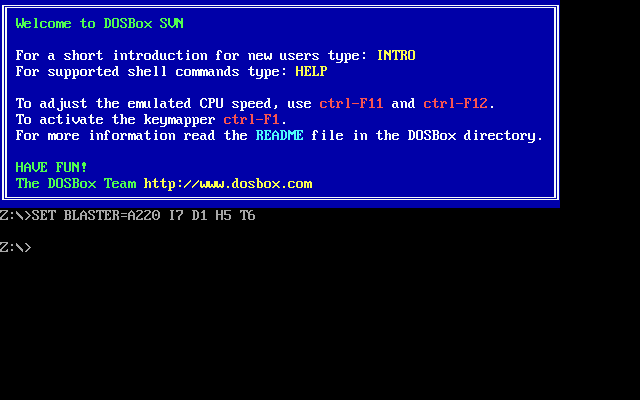 Welcome to DOSBox SVN
For a short introduction for new users type: INTRO
For supported shell commands type: HELP
To adjust the emulated CPU speed, use ctrl-F11 and ctrl-F12.
To activate the keymapper ctrl-F1.
For more information read the README file in the DOSBox directory.
HAVE FUN!
The DOSBox Team http://www.dosbox.com
Z:\>SET BLASTER=A220 I7 D1 H5 T6
Z:\>